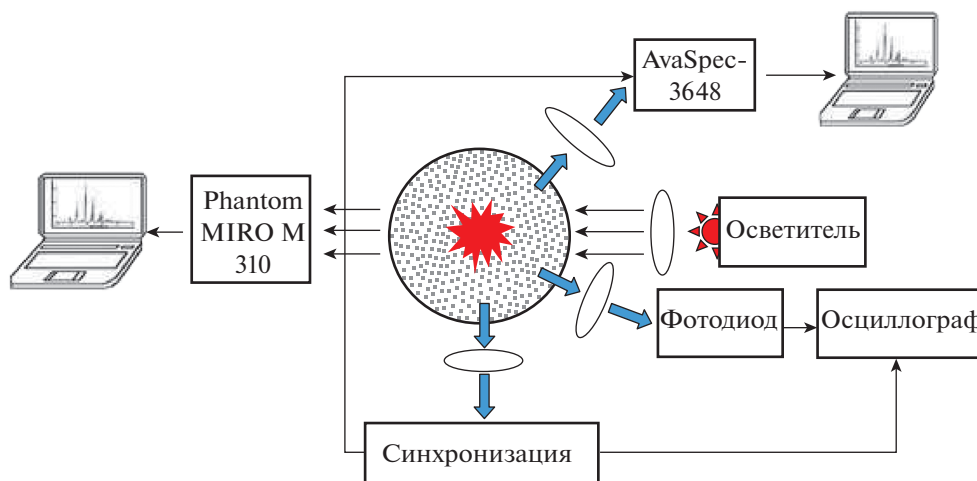 AvaSpec-
3648
Phantom
MIRO M
310
Осветитель
Фотодиод
Осциллограф
Синхронизация